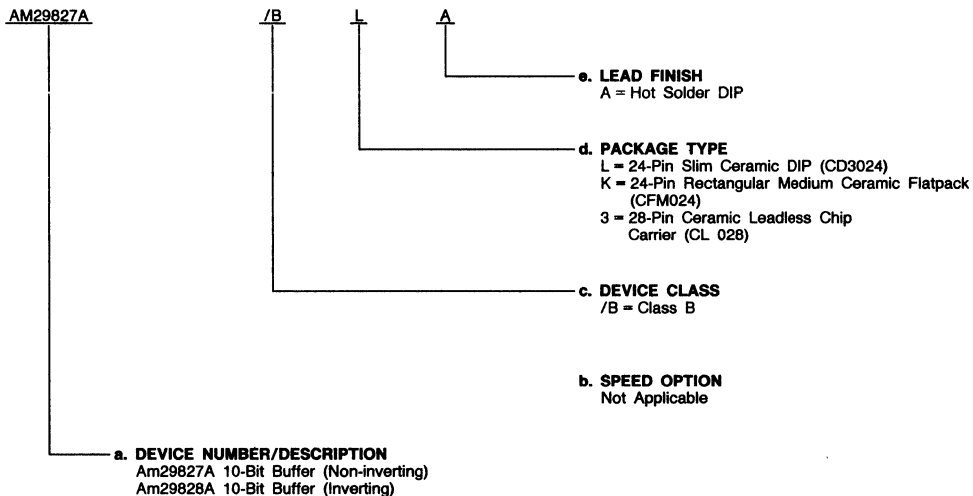 AM29827A /B L A
e. LEAD FINISH
A = Hot Solder DIP
d. PACKAGE TYPE
L = 24-Pin Slim Ceramic DIP (CD3024)
K = 24-Pin Rectangular Medium Ceramic Flatpack
(CFM024)
3 = 28-Pin Ceramic Leadless Chip
Carrier (CL 028)
c. DEVICE CLASS
/B = Class B
b. SPEED OPTION
Not Applicable
a. DEVICE NUMBER/DESCRIPTION
Am29827A 10-Bit Buffer (Non-inverting)
Am29828A 10-Bit Buffer (Inverting)